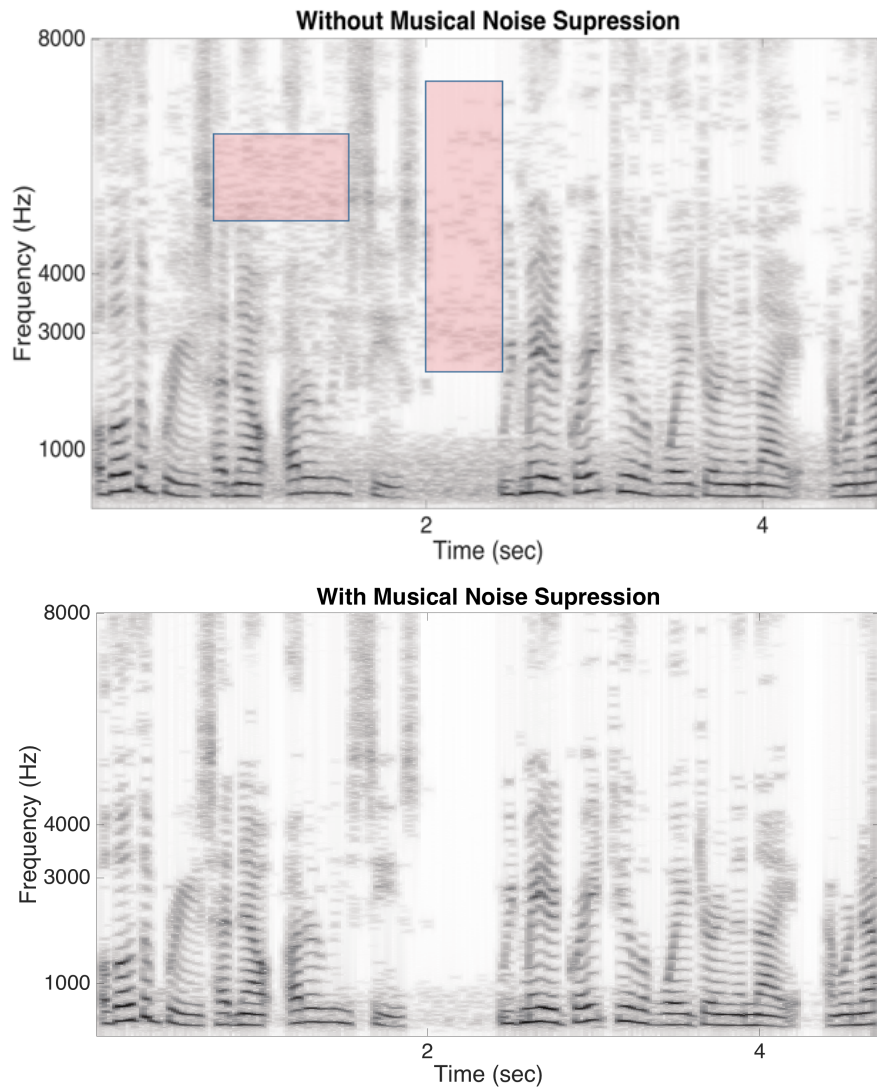 Without Musical Noise Supression
8000
4000
3000
1000
Frequency (Hz)
2 4
Time (sec)
With Musical Noise Supression
8000
4000
3000
1000
Frequency (Hz)
2 4
Time (sec)